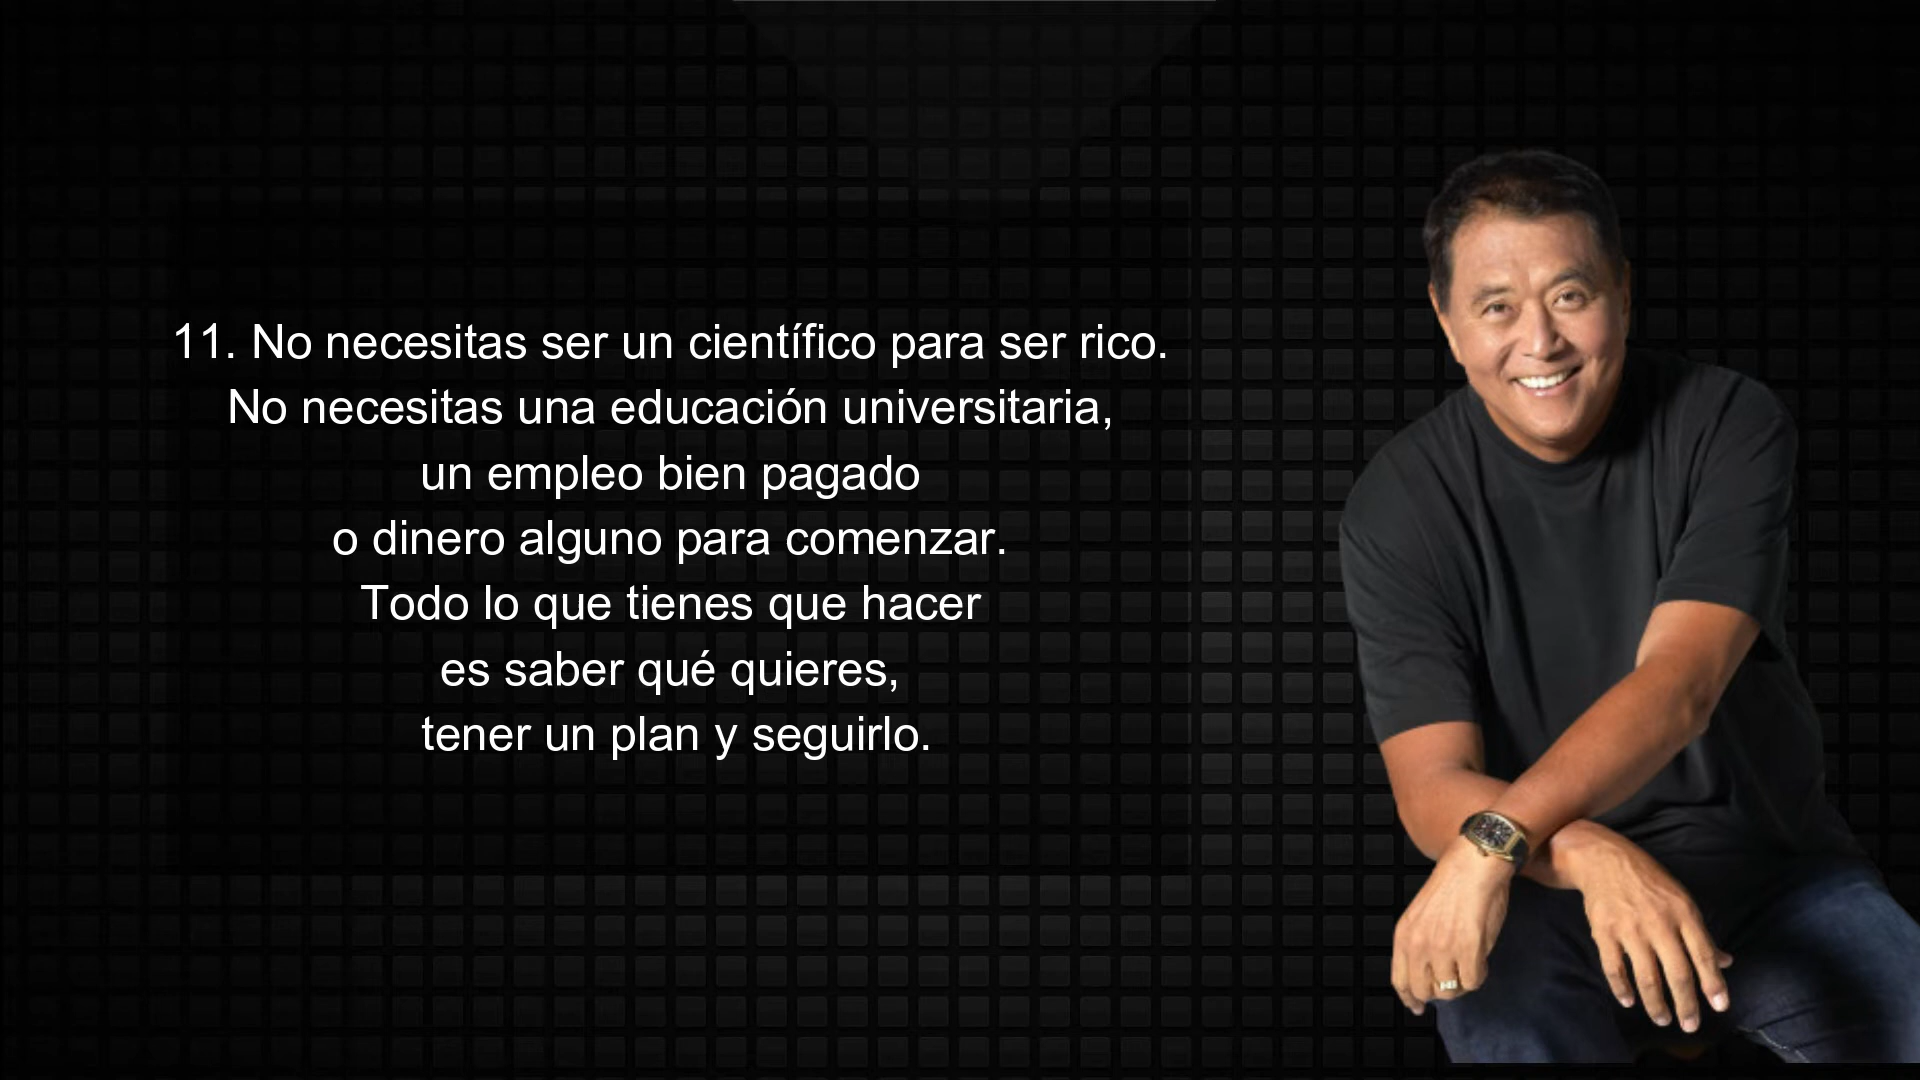 11. No necesitas ser un científico para ser rico.
No necesitas una educación universitaria,
un empleo bien pagado
o dinero alguno para comenzar.
Todo lo que tienes que hacer
es saber qué quieres,
tener un plan y seguirlo.